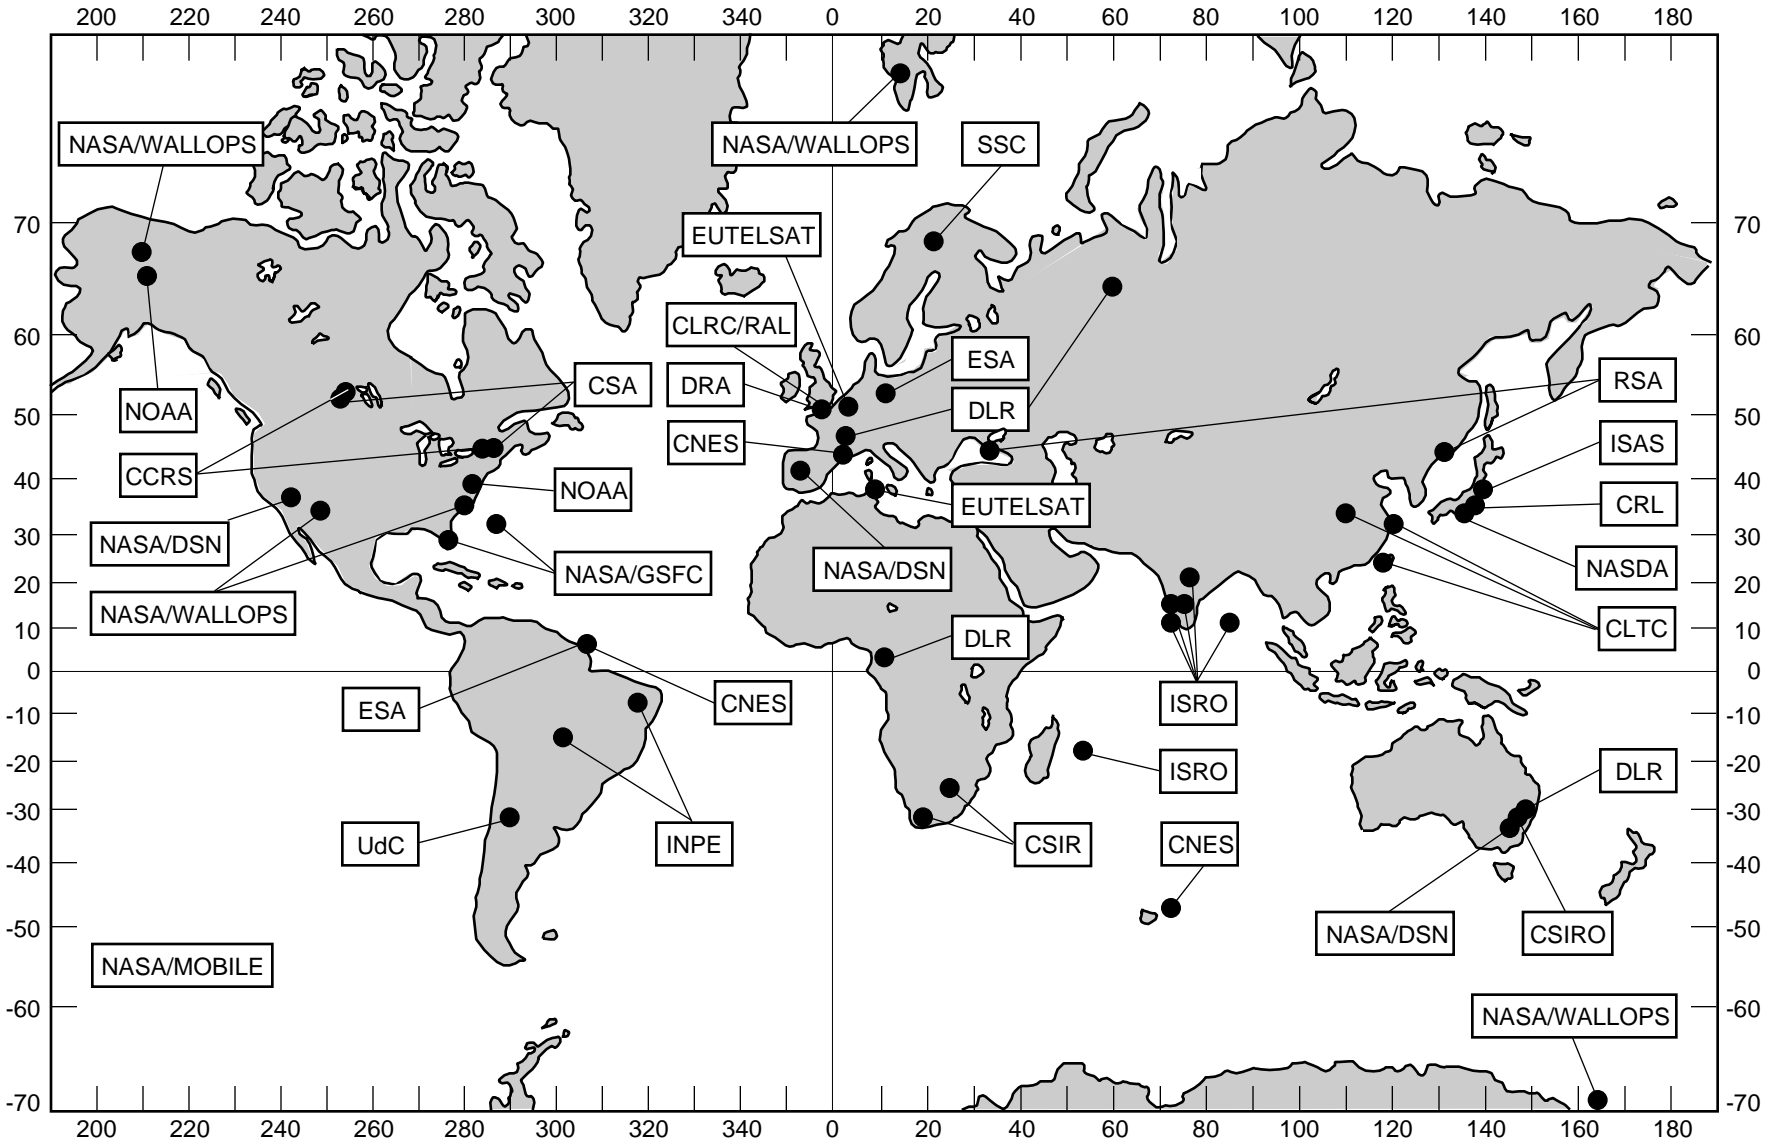 200 220 240 260 280 300 320 340 0 20 40 60 80 100 120 140 160 180
NASA/WALLOPS
NASA/WALLOPS
SSC
70
70
EUTELSAT
CLRC/RAL
60
60
ESA
CSA
DRA
RSA
NOAA
DLR
50
50
CNES
ISAS
CCRS
40
40
NOAA
EUTELSAT
CRL
NASA/DSN
30
30
NASA/GSFC
NASA/DSN
NASDA
20
20
NASA/WALLOPS
10
10
DLR
CLTC
0
0
ESA
CNES
ISRO
-10
-10
-20
-20
ISRO
DLR
-30
-30
UdC
INPE
CSIR
CNES
-40
-40
-50
-50
NASA/DSN
CSIRO
NASA/MOBILE
-60
-60
NASA/WALLOPS
-70
-70
200 220 240 260 280 300 320 340 0 20 40 60 80 100 120 140 160 180